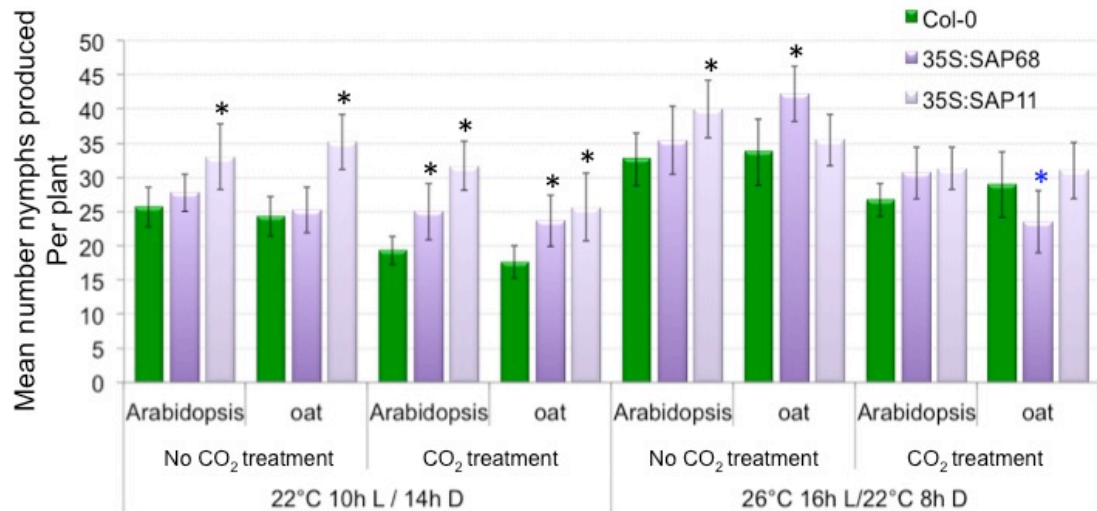 Col-0
35S:SAP68
35S:SAP11
Mean number nymphs produced
Per plant
50
45
40
35
30
25
20
15
10
5
0
* * * * * * * * *
Arabidopsis oat Arabidopsis oat Arabidopsis oat Arabidopsis oat
No CO₂ treatment CO₂ treatment No CO₂ treatment CO₂ treatment
22°C 10h L / 14h D 26°C 16h L/22°C 8h D